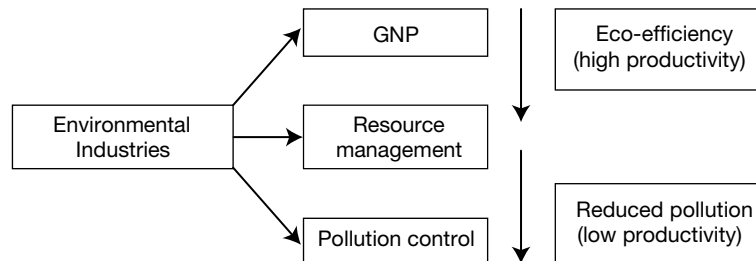 GNP
Eco-efficiency
(high productivity)
Environmental
Industries
Resource
management
Pollution control
Reduced pollution
(low productivity)